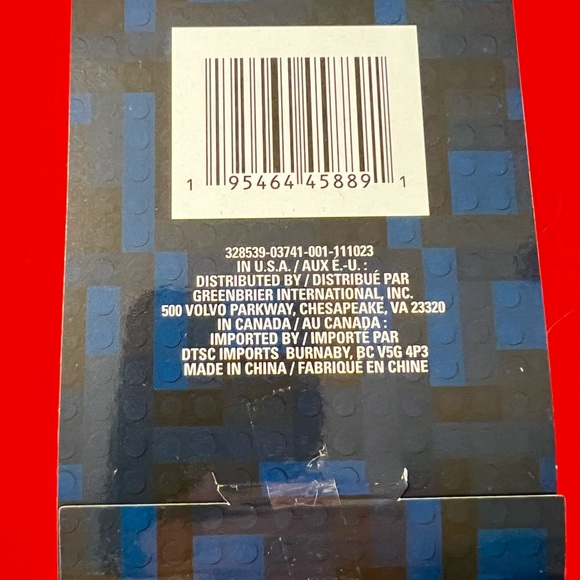 1 95464 45889 1
328539-03741-001-111023
IN U.S.A. / AUX É.-U. :
DISTRIBUTED BY / DISTRIBUÉ PAR
GREENBRIER INTERNATIONAL, INC.
500 VOLVO PARKWAY, CHESAPEAKE, VA 23320
IN CANADA / AU CANADA :
IMPORTED BY / IMPORTÉ PAR
DTSC IMPORTS BURNABY, BC V5G 4P3
MADE IN CHINA / FABRIQUÉ EN CHINE